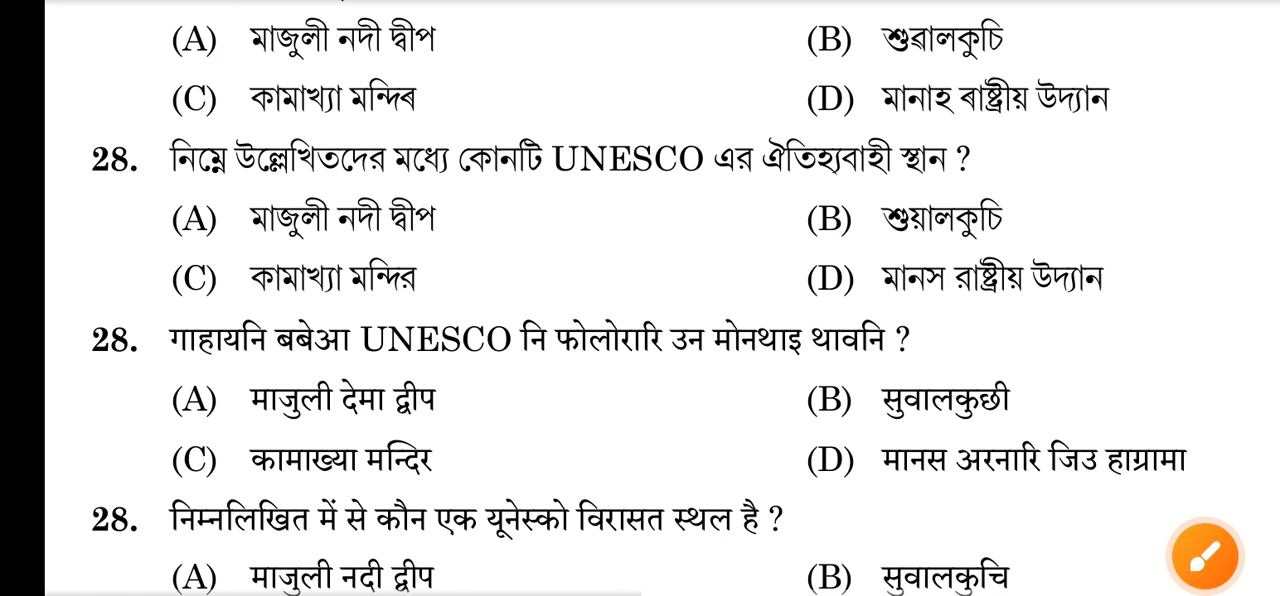 (A) মাজুলী নদী দ্বীপ (B) শুৱালকুচি
(C) কামাখ্যা মন্দিৰ (D) মানাহ ৰাষ্ট্ৰীয় উদ্যান
28. নিম্নে উল্লেখিতদের মধ্যে কোনটি UNESCO এর ঐতিহ্যবাহী স্থান ?
(A) মাজুলী নদী দ্বীপ (B) শুয়ালকুচি
(C) কামাখ্যা মন্দির (D) মানস রাষ্ট্রীয় উদ্যান
28. गाहायनि बबेआ UNESCO नि फोलोरारि उन मोनथाइ थावनि ?
(A) माजुली देमा द्वीप (B) सुवालकुछी
(C) कामाख्या मन्दिर (D) मानस अरनारि जिउ हाग्रामा
28. निम्नलिखित में से कौन एक यूनेस्को विरासत स्थल है ?
(A) माजुली नदी द्वीप (B) सुवालकुचि